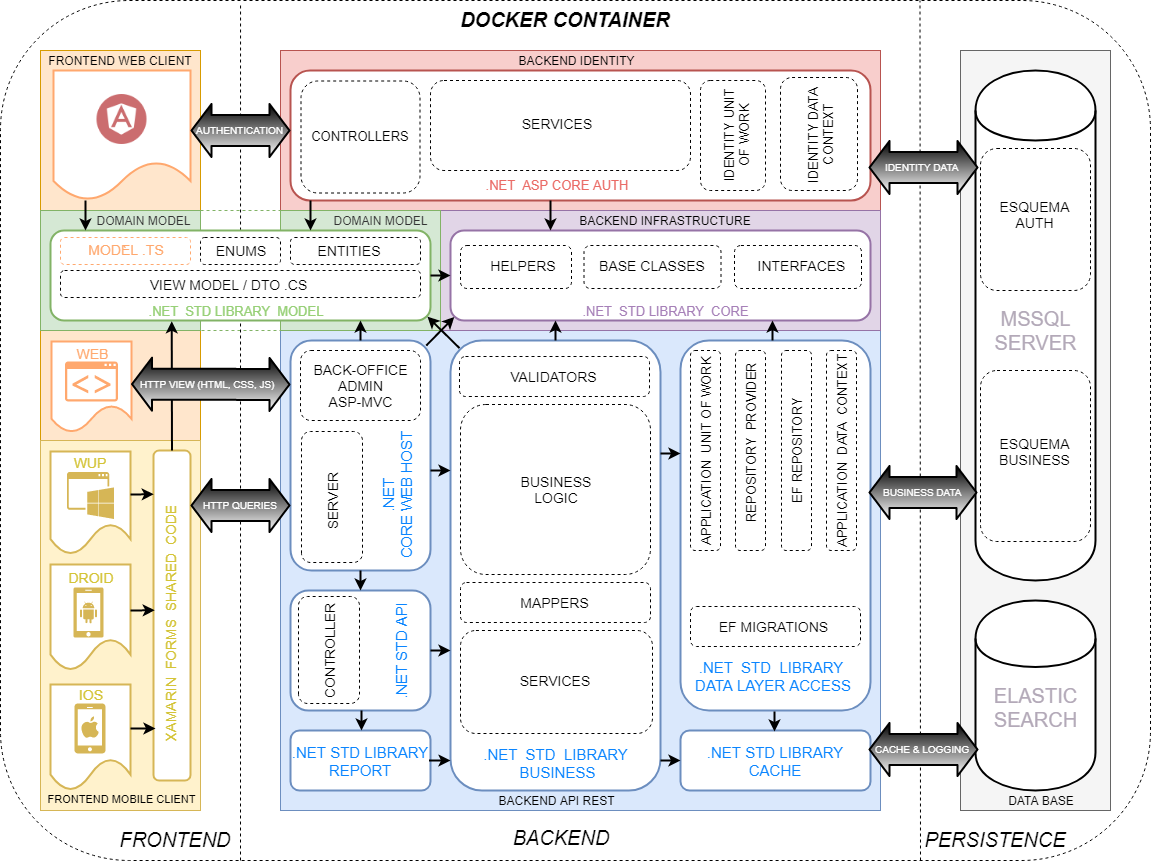 DOCKER CONTAINER
FRONTEND WEB CLIENT
AUTHENTICATION
BACKEND IDENTITY
CONTROLLERS
SERVICES
IDENTITY UNIT
OF WORK
IDENTITY DATA
CONTEXT
.NET ASP CORE AUTH
IDENTITY DATA
DOMAIN MODEL
DOMAIN MODEL
MODEL .TS
ENUMS
ENTITIES
VIEW MODEL / DTO .CS
.NET STD LIBRARY MODEL
BACKEND INFRASTRUCTURE
HELPERS
BASE CLASSES
INTERFACES
.NET STD LIBRARY CORE
WEB
HTTP VIEW (HTML, CSS, JS)
WUP
DROID
IOS
XAMARIN FORMS SHARED CODE
HTTP QUERIES
FRONTEND MOBILE CLIENT
BACK-OFFICE
ADMIN
ASP-MVC
SERVER
.NET
CORE WEB HOST
CONTROLLER
.NET STD API
.NET STD LIBRARY
REPORT
VALIDATORS
BUSINESS
LOGIC
MAPPERS
SERVICES
.NET STD LIBRARY
BUSINESS
APPLICATION UNIT OF WORK
REPOSITORY PROVIDER
EF REPOSITORY
APPLICATION DATA CONTEXT
EF MIGRATIONS
.NET STD LIBRARY
DATA LAYER ACCESS
.NET STD LIBRARY
CACHE
BACKEND API REST
BUSINESS DATA
CACHE & LOGGING
ESQUEMA
AUTH
MSSQL
SERVER
ESQUEMA
BUSINESS
ELASTIC
SEARCH
DATA BASE
FRONTEND
BACKEND
PERSISTENCE